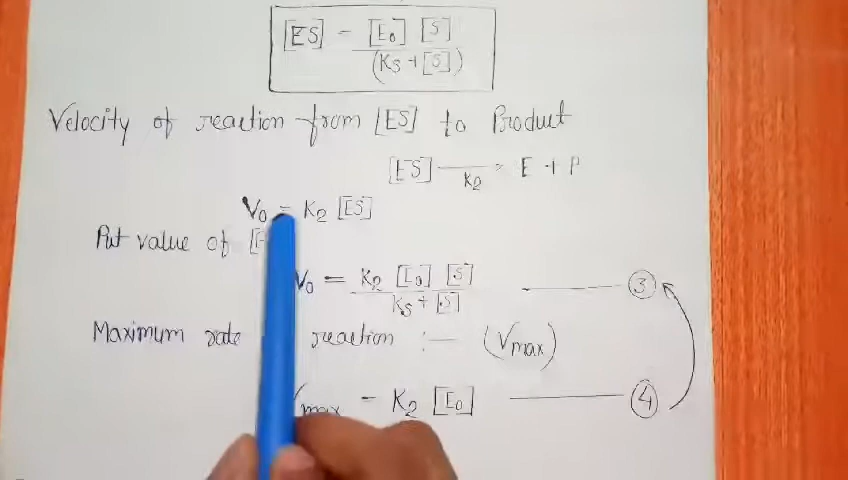 [ES] = [E₀] [S] / (Ks + [S])
Velocity of reaction from [ES] to Product
[ES] —K₂→ E + P
V₀ = K₂ [ES]
Put value of
V₀ = K₂ [E₀] [S] / Ks + [S] —— ③
Maximum rate reaction :— (Vmax)
max = K₂ [E₀] —— ④